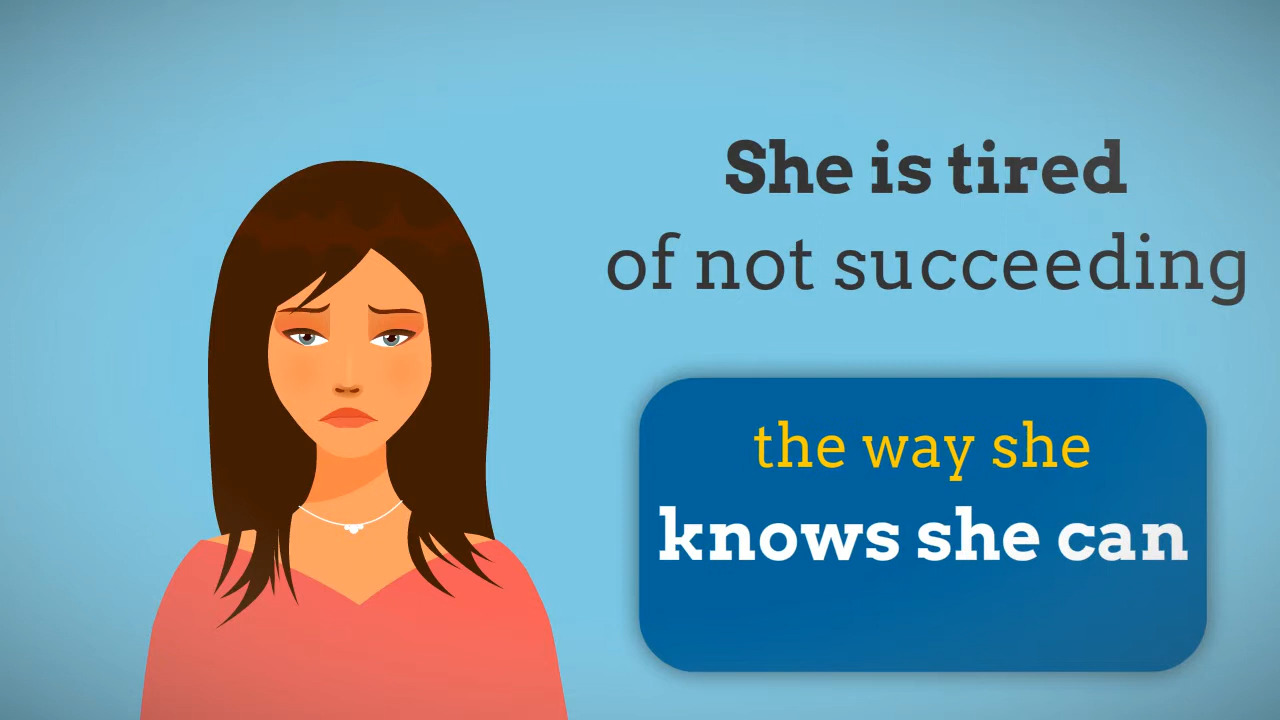 She is tired
of not succeeding
the way she
knows she can